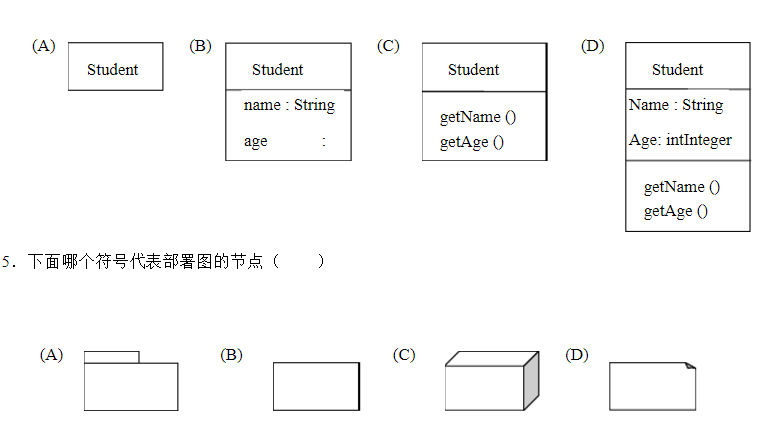 (A) Student (B) Student (C) Student (D) Student
name : String
age :
getName ()
getAge ()
Name : String
Age: intInteger
getName ()
getAge ()
5．下面哪个符号代表部署图的节点（ ）
(A) (B) (C) (D)